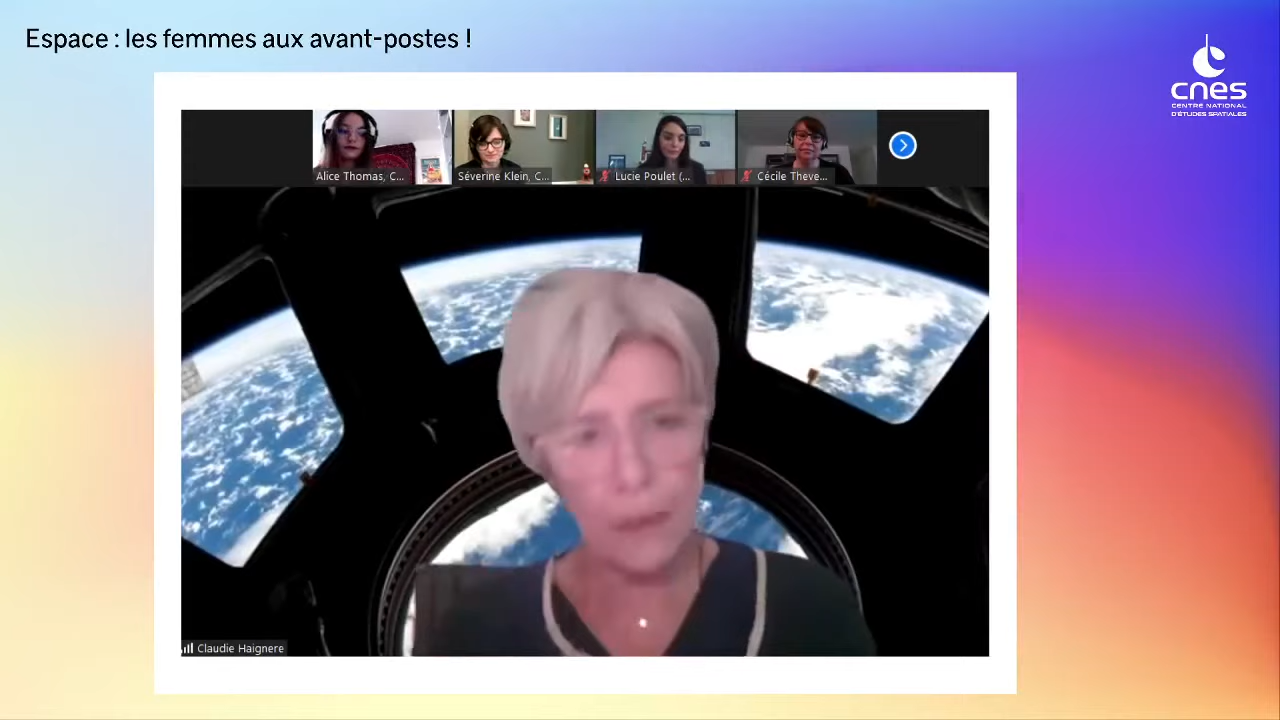 Espace : les femmes aux avant-postes !
cnes
CENTRE NATIONAL
D'ÉTUDES SPATIALES
Alice Thomas, C...
Séverine Klein, C...
Lucie Poulet (...
Cécile Theve...
Claudie Haignere